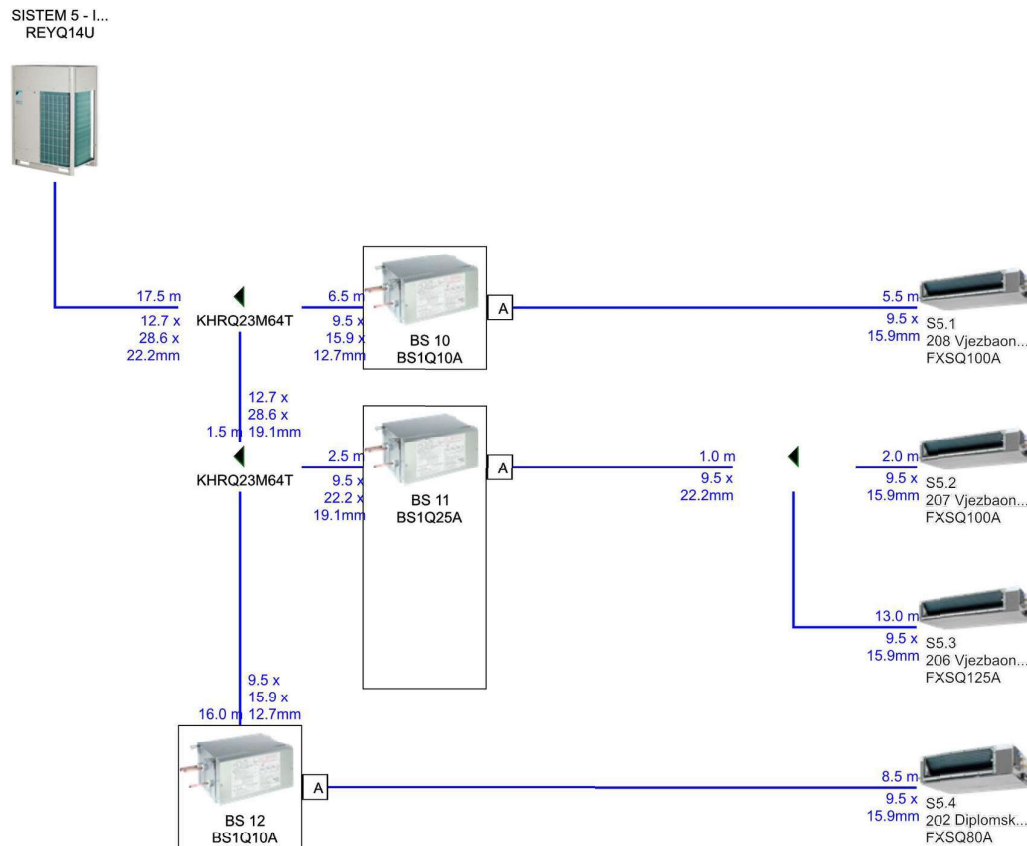 SISTEM 5 - I...
REYQ14U
17.5 m
12.7 x
28.6 x
22.2mm
KHRQ23M64T
6.5 m
9.5 x
15.9 x
12.7mm
BS 10
BS1Q10A
A
5.5 m
9.5 x
15.9mm
S5.1
208 Vjezbaon...
FXSQ100A
12.7 x
28.6 x
1.5 m 19.1mm
KHRQ23M64T
2.5 m
9.5 x
22.2 x
19.1mm
BS 11
BS1Q25A
A
1.0 m
9.5 x
22.2mm
2.0 m
9.5 x
15.9mm
S5.2
207 Vjezbaon...
FXSQ100A
13.0 m
9.5 x
15.9mm
S5.3
206 Vjezbaon...
FXSQ125A
9.5 x
15.9 x
16.0 m 12.7mm
BS 12
BS1Q10A
A
8.5 m
9.5 x
15.9mm
S5.4
202 Diplomsk...
FXSQ80A